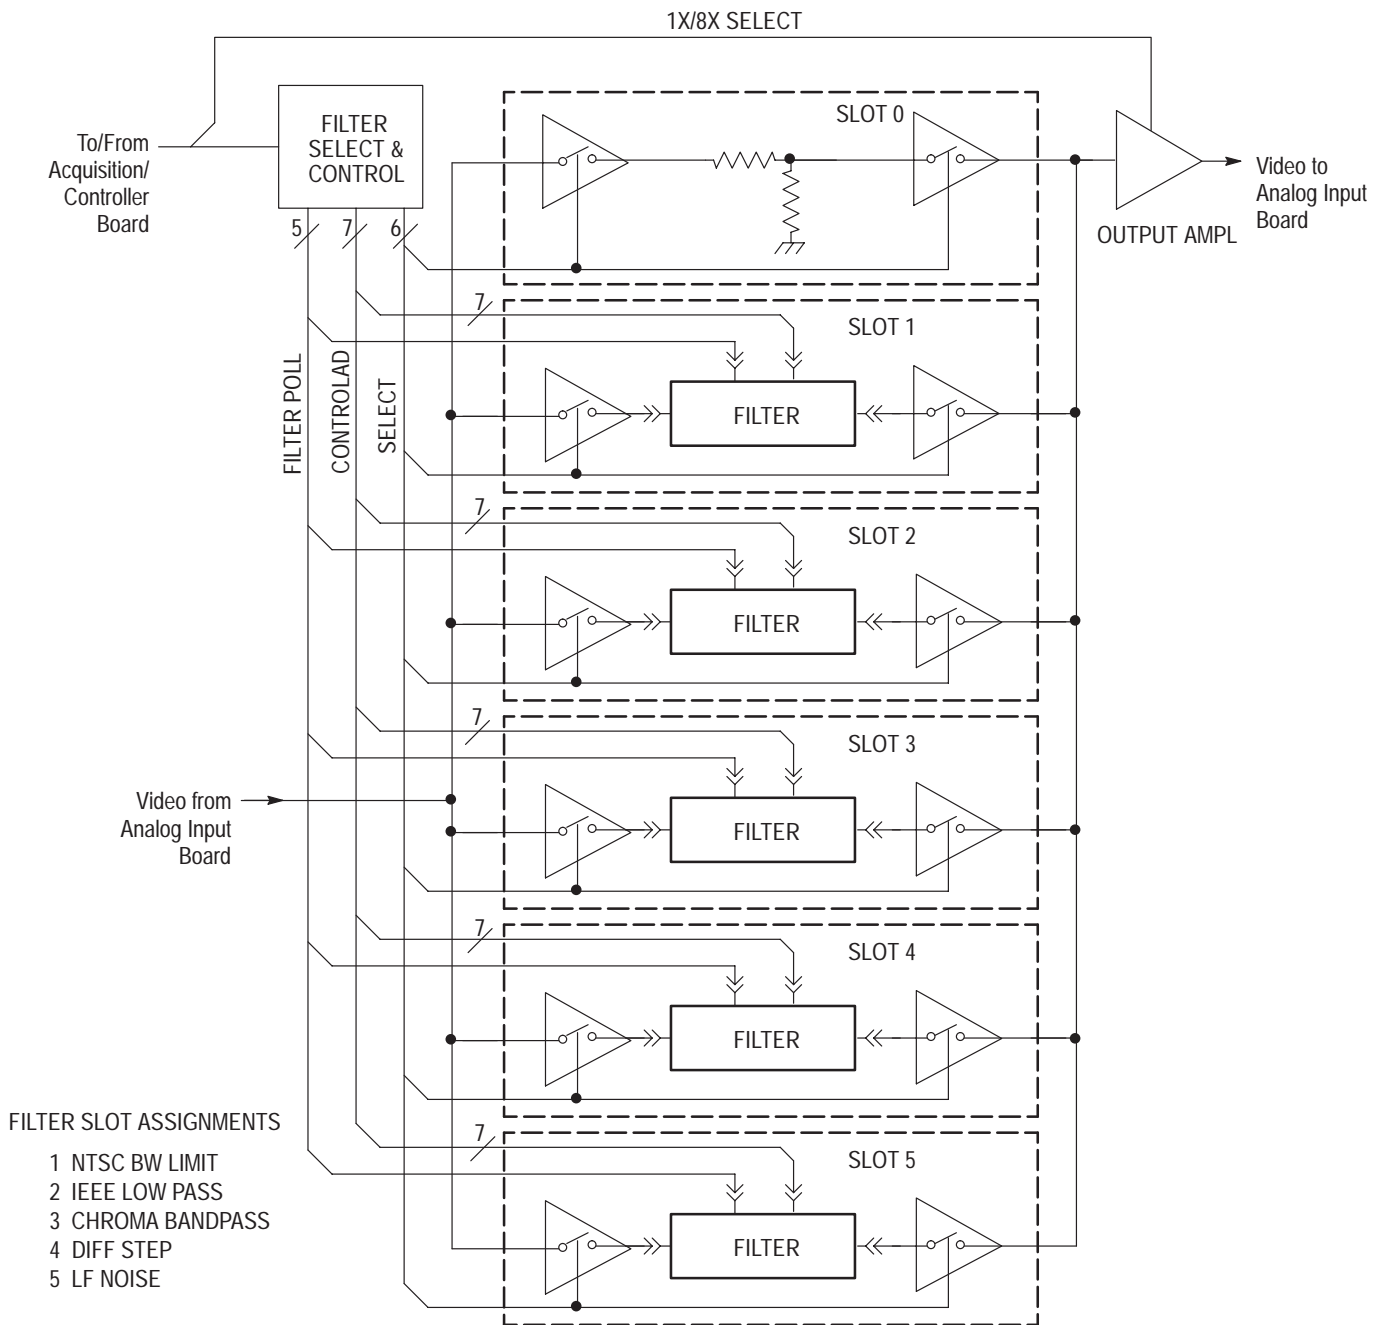 1X/8X SELECT
FILTER
SELECT &
CONTROL
To/From
Acquisition/
Controller
Board
SLOT 0
Video to
Analog Input
Board
OUTPUT AMPL
5
7
6
7
SLOT 1
FILTER POLL
CONTROLAD
SELECT
FILTER
7
SLOT 2
FILTER
7
SLOT 3
Video from
Analog Input
Board
FILTER
7
SLOT 4
FILTER
FILTER SLOT ASSIGNMENTS
1 NTSC BW LIMIT
2 IEEE LOW PASS
3 CHROMA BANDPASS
4 DIFF STEP
5 LF NOISE
7
SLOT 5
FILTER